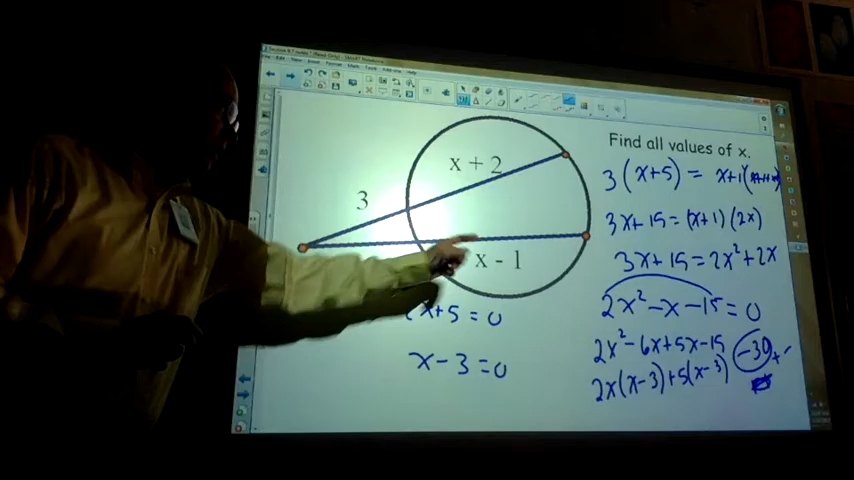 Find all values of x.
x + 2
3
x - 1
3(x+5) = x+1(
3x+15=(x+1)(2x)
3x+15=2x²+2x
2x²-x-15=0
2x²-6x+5x-15
-30
2x(x-3)+5(x-3)
x+5=0
x-3=0